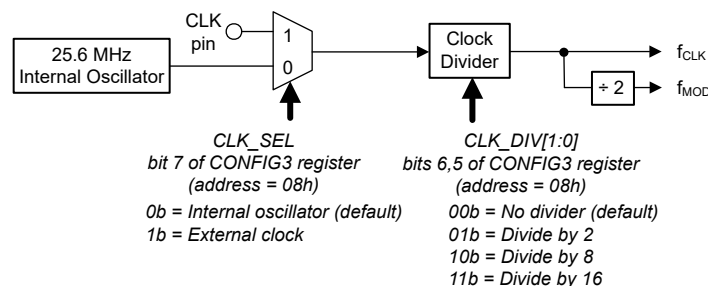 CLK
pin
1
0
25.6 MHz
Internal Oscillator
Clock
Divider
fCLK
÷ 2
fMOD
CLK_SEL
bit 7 of CONFIG3 register
(address = 08h)
0b = Internal oscillator (default)
1b = External clock
CLK_DIV[1:0]
bits 6,5 of CONFIG3 register
(address = 08h)
00b = No divider (default)
01b = Divide by 2
10b = Divide by 8
11b = Divide by 16